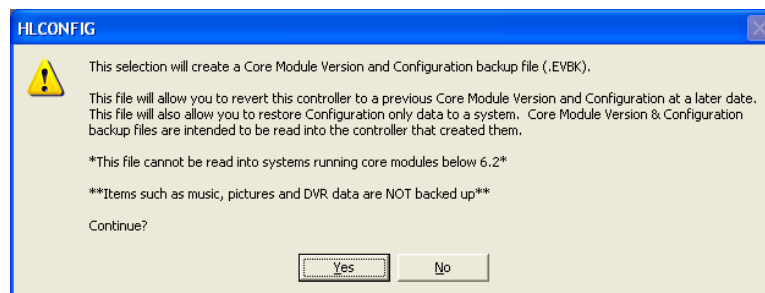 HLCONFIG
This selection will create a Core Module Version and Configuration backup file (.EVBK).
This file will allow you to revert this controller to a previous Core Module Version and Configuration at a later date.
This file will also allow you to restore Configuration only data to a system.  Core Module Version & Configuration
backup files are intended to be read into the controller that created them.
*This file cannot be read into systems running core modules below 6.2*
**Items such as music, pictures and DVR data are NOT backed up**
Continue?
Yes No